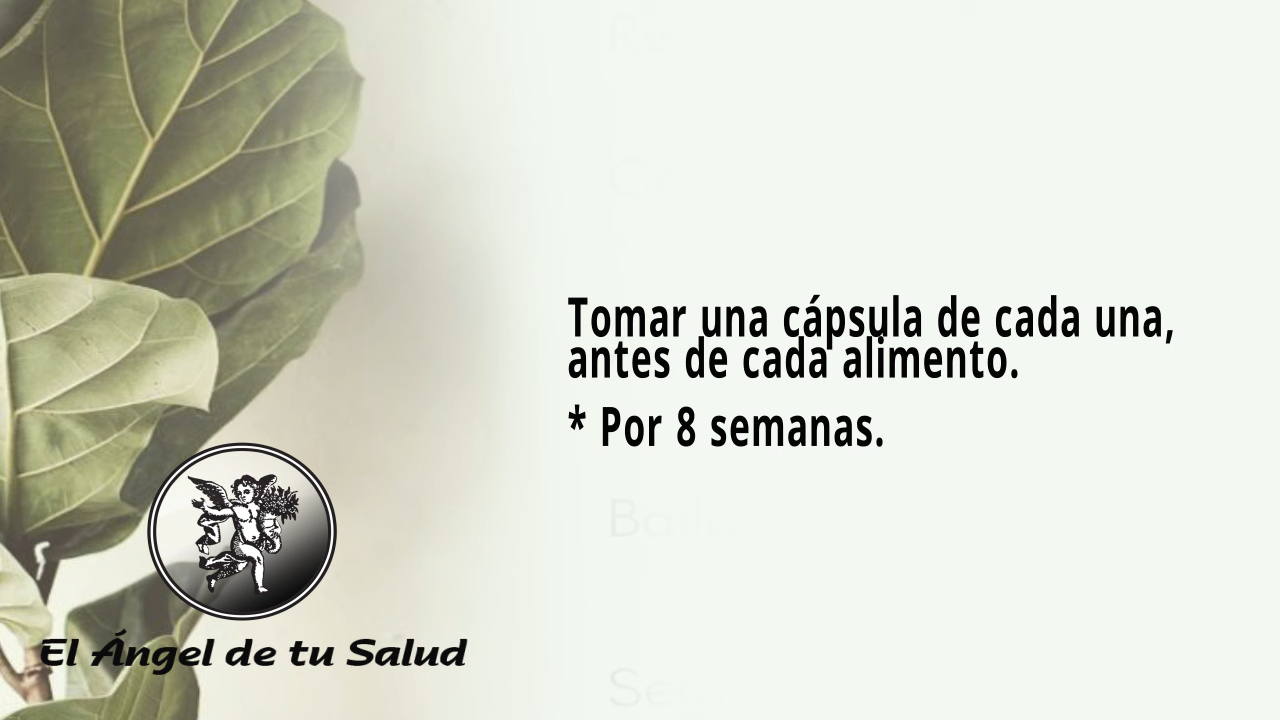 Tomar una cápsula de cada una,
antes de cada alimento.
* Por 8 semanas.
El Ángel de tu Salud